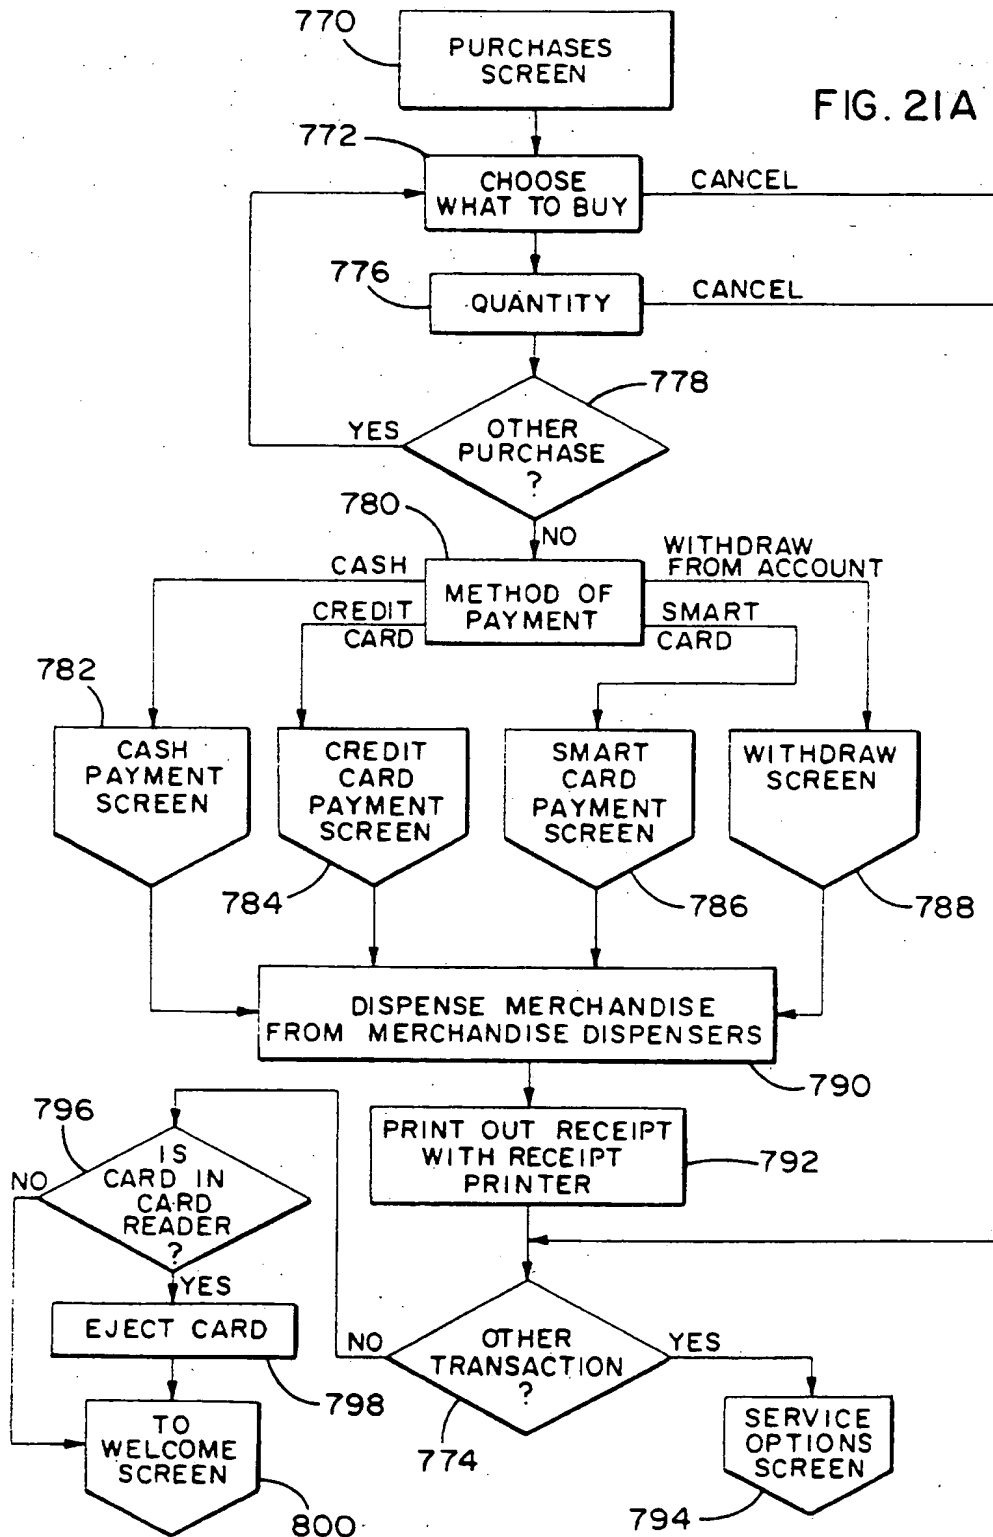 770
PURCHASES
SCREEN
FIG. 21A
772
CHOOSE
WHAT TO BUY
CANCEL
776
QUANTITY
CANCEL
778
YES
OTHER
PURCHASE
?
780
NO
CASH
METHOD OF
PAYMENT
WITHDRAW
FROM ACCOUNT
CREDIT
CARD
SMART
CARD
782
CASH
PAYMENT
SCREEN
CREDIT
CARD
PAYMENT
SCREEN
SMART
CARD
PAYMENT
SCREEN
WITHDRAW
SCREEN
784
786
788
DISPENSE MERCHANDISE
FROM MERCHANDISE DISPENSERS
790
796
IS
CARD IN
CARD
READER
?
NO
PRINT OUT RECEIPT
WITH RECEIPT
PRINTER
792
YES
EJECT CARD
798
NO
OTHER
TRANSACTION
?
YES
774
TO
WELCOME
SCREEN
800
SERVICE
OPTIONS
SCREEN
794